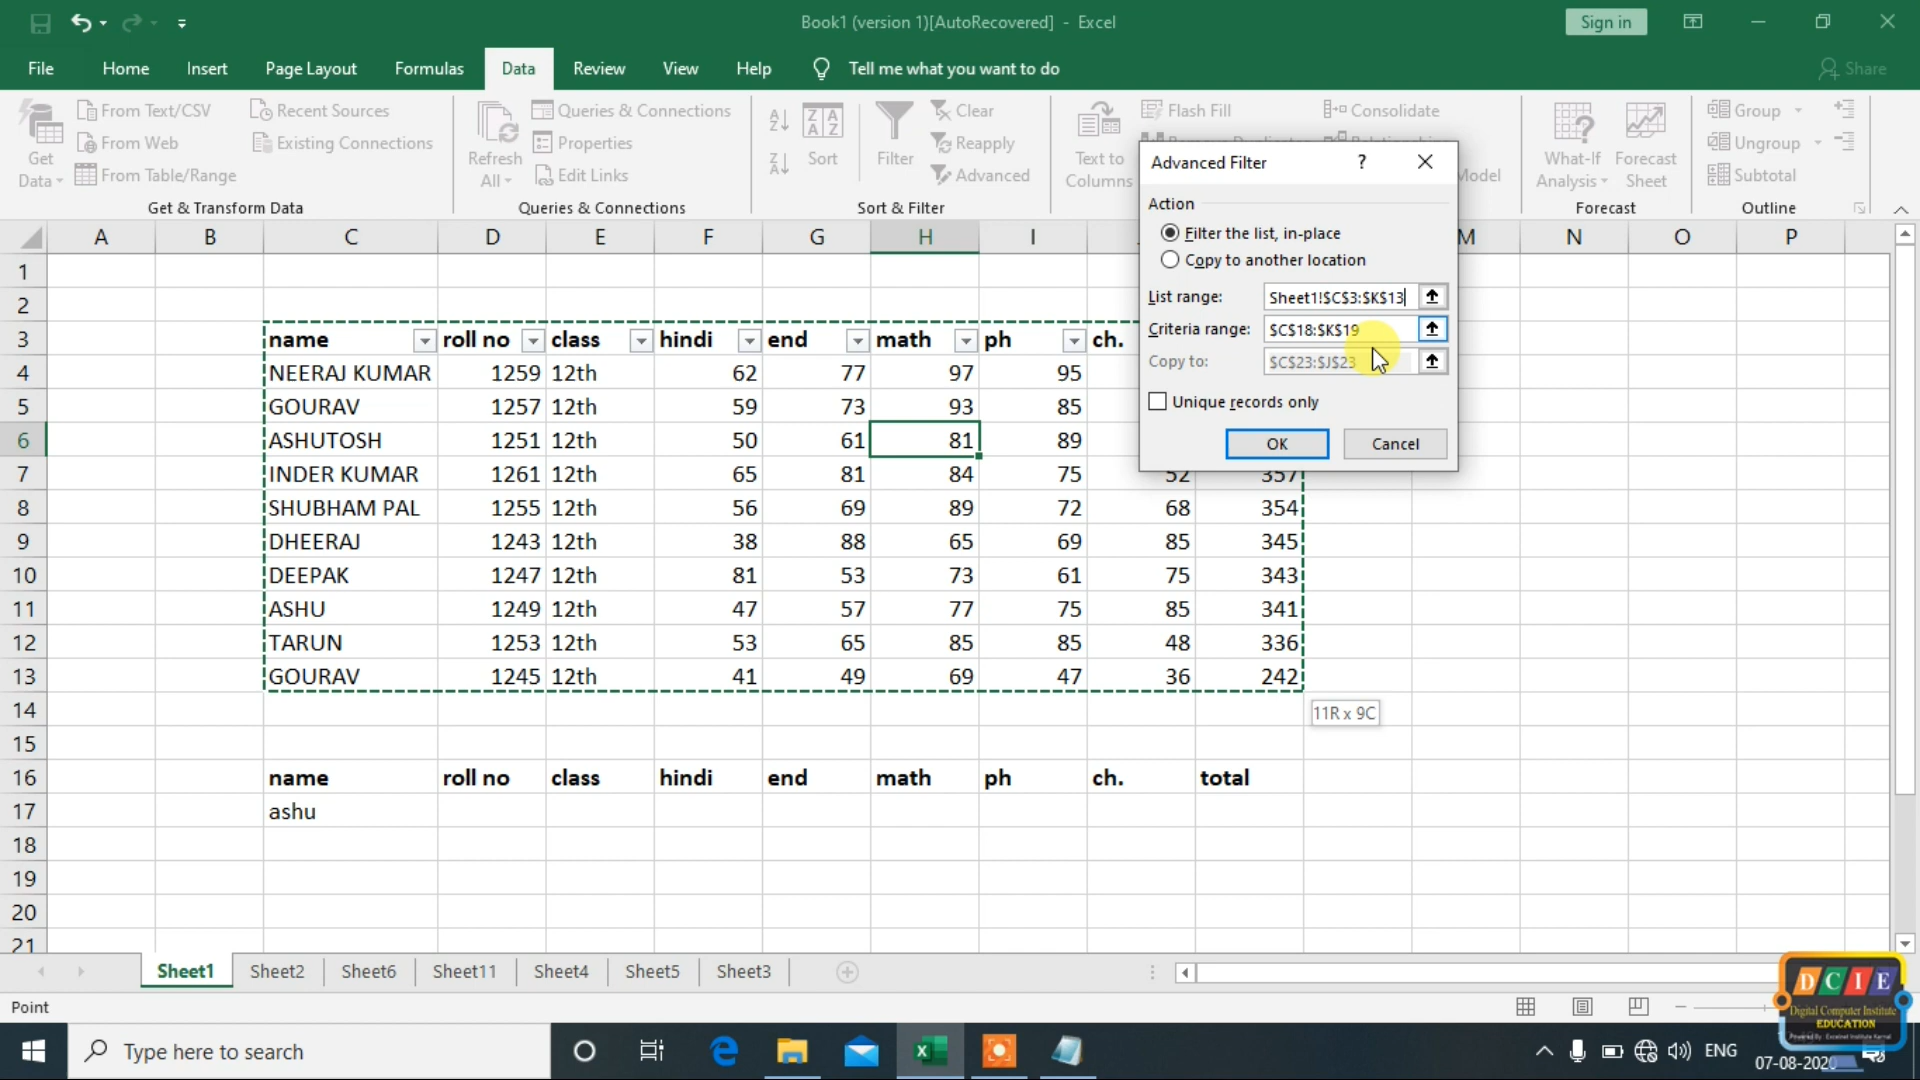 Book1 (version 1)[AutoRecovered] - Excel
Sign in
File Home Insert Page Layout Formulas Data Review View Help Tell me what you want to do Share
Get Data
From Text/CSV
From Web
From Table/Range
Recent Sources
Existing Connections
Get & Transform Data
Refresh All
Queries & Connections
Properties
Edit Links
Queries & Connections
Sort
Filter
Clear
Reapply
Advanced
Sort & Filter
Text to Columns
Flash Fill
Consolidate
What-If Analysis
Forecast Sheet
Forecast
Group
Ungroup
Subtotal
Outline
Advanced Filter ?
Action
Filter the list, in-place
Copy to another location
List range: Sheet1!$C$3:$K$13
Criteria range: $C$18:$K$19
Copy to: $C$23:$J$23
Unique records only
OK Cancel
A B C D E F G H I M N O P
1
2
3 name roll no class hindi end math ph ch.
4 NEERAJ KUMAR 1259 12th 62 77 97 95
5 GOURAV 1257 12th 59 73 93 85
6 ASHUTOSH 1251 12th 50 61 81 89
7 INDER KUMAR 1261 12th 65 81 84 75 52 357
8 SHUBHAM PAL 1255 12th 56 69 89 72 68 354
9 DHEERAJ 1243 12th 38 88 65 69 85 345
10 DEEPAK 1247 12th 81 53 73 61 75 343
11 ASHU 1249 12th 47 57 77 75 85 341
12 TARUN 1253 12th 53 65 85 85 48 336
13 GOURAV 1245 12th 41 49 69 47 36 242
14 11R x 9C
15
16 name roll no class hindi end math ph ch. total
17 ashu
18
19
20
21
Sheet1 Sheet2 Sheet6 Sheet11 Sheet4 Sheet5 Sheet3
Point
DCIE
Digital Computer Institute
EDUCATION
Type here to search
ENG
07-08-2020